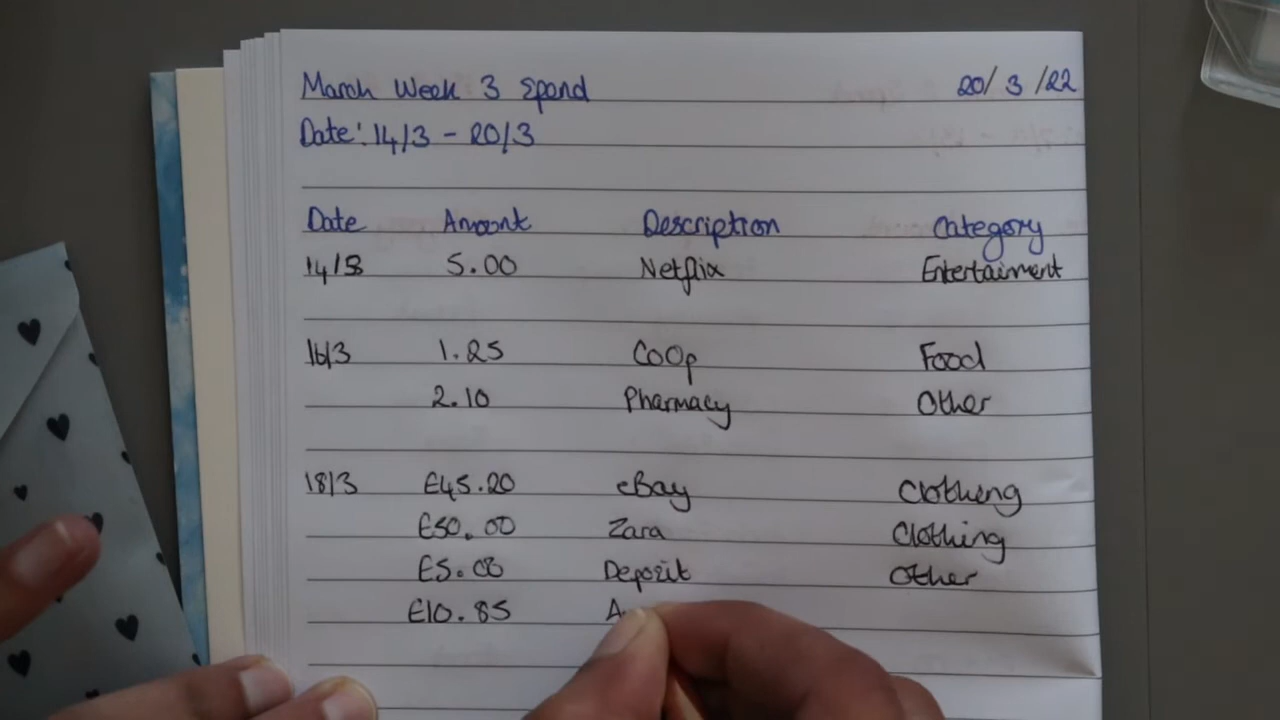 March Week 3 Spend 20/3/22
Date: 14/3 - 20/3
Date Amount Description Category
14/3 5.00 Netflix Entertaiment
16/3 1.25 CoOp Food
2.10 Pharmacy Other
18/3 £45.20 eBay Clothing
£50.00 Zara Clothing
£5.00 Deposit Other
£10.85 A